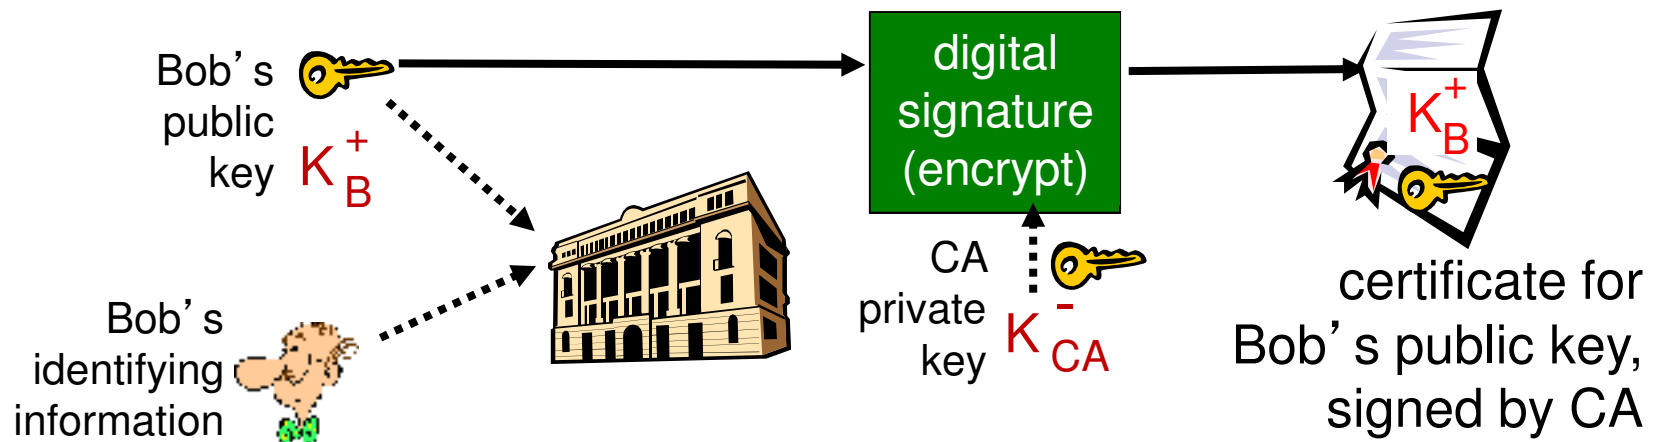 Bob’s
public
key
K+B
digital
signature
(encrypt)
K+B
Bob’s
identifying
information
CA
private
key
K-CA
certificate for
Bob’s public key,
signed by CA